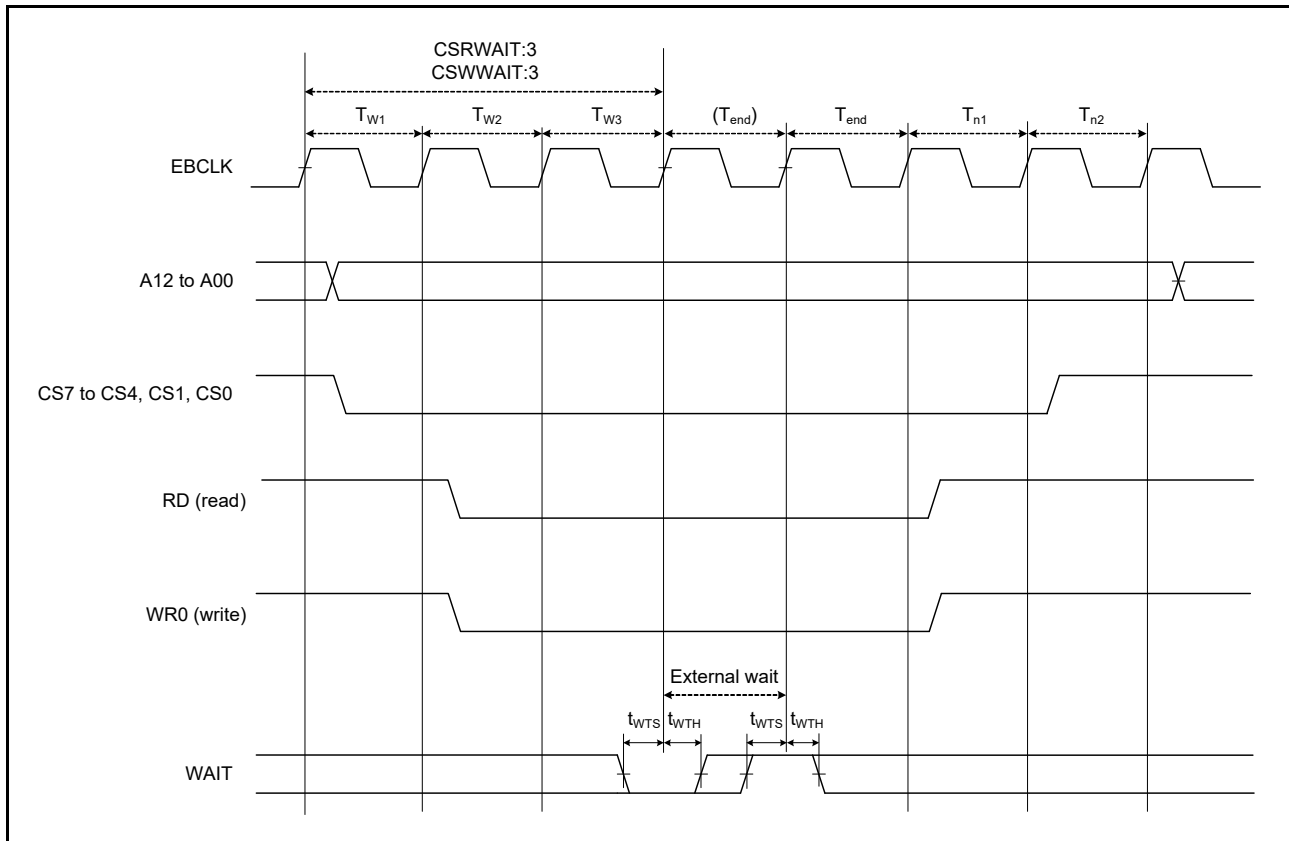 CSRWAIT:3
CSWWAIT:3
TW1 TW2 TW3 (Tend) Tend Tn1 Tn2
EBCLK
A12 to A00
CS7 to CS4, CS1, CS0
RD (read)
WR0 (write)
External wait
tWTS tWTH tWTS tWTH
WAIT